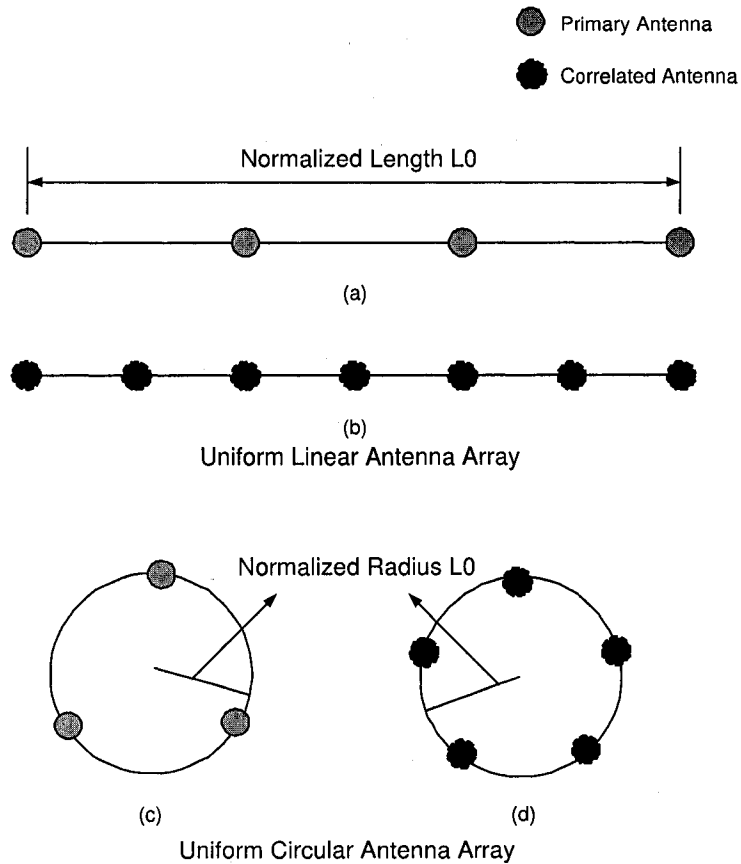 Primary Antenna
Correlated Antenna
Normalized Length L0
(a)
(b)
Uniform Linear Antenna Array
Normalized Radius L0
(c)
(d)
Uniform Circular Antenna Array